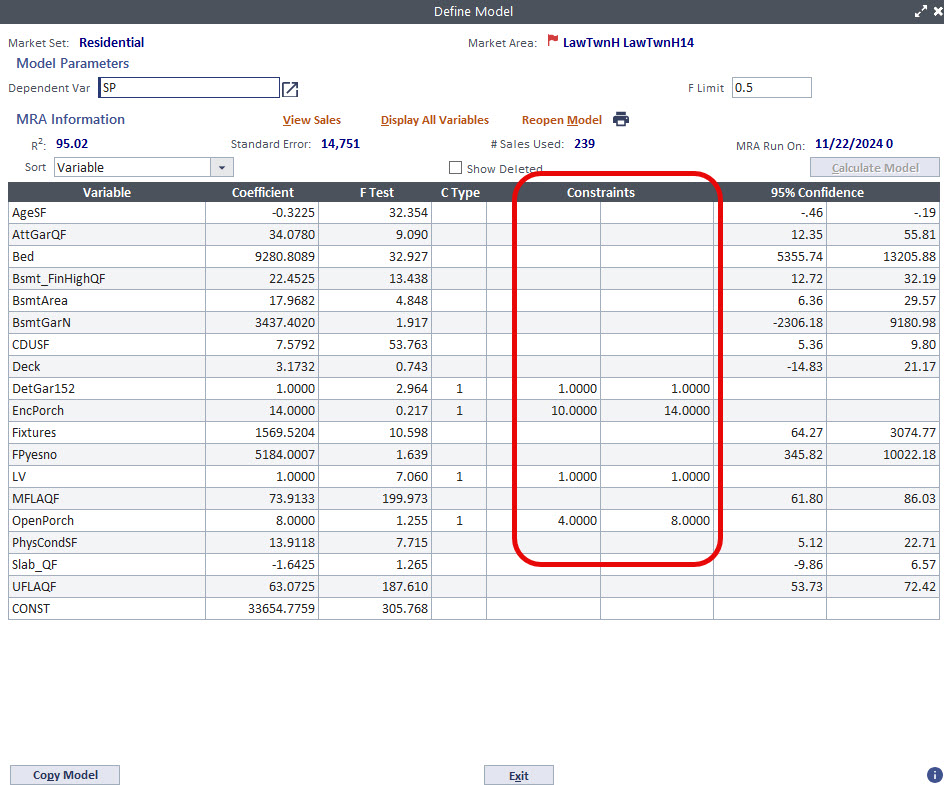 Define Model
Market Set: Residential Market Area: LawTwnH LawTwnH14
Model Parameters
Dependent Var SP F Limit 0.5
MRA Information View Sales Display All Variables Reopen Model
R²: 95.02 Standard Error: 14,751 # Sales Used: 239 MRA Run On: 11/22/2024 0
Sort Variable Show Deleted Calculate Model
Variable Coefficient F Test C Type Constraints 95% Confidence
AgeSF -0.3225 32.354 -.46 -.19
AttGarQF 34.0780 9.090 12.35 55.81
Bed 9280.8089 32.927 5355.74 13205.88
Bsmt_FinHighQF 22.4525 13.438 12.72 32.19
BsmtArea 17.9682 4.848 6.36 29.57
BsmtGarN 3437.4020 1.917 -2306.18 9180.98
CDUSF 7.5792 53.763 5.36 9.80
Deck 3.1732 0.743 -14.83 21.17
DetGar152 1.0000 2.964 1 1.0000 1.0000
EncPorch 14.0000 0.217 1 10.0000 14.0000
Fixtures 1569.5204 10.598 64.27 3074.77
FPyesno 5184.0007 1.639 345.82 10022.18
LV 1.0000 7.060 1 1.0000 1.0000
MFLAQF 73.9133 199.973 61.80 86.03
OpenPorch 8.0000 1.255 1 4.0000 8.0000
PhysCondSF 13.9118 7.715 5.12 22.71
Slab_QF -1.6425 1.265 -9.86 6.57
UFLAQF 63.0725 187.610 53.73 72.42
CONST 33654.7759 305.768
Copy Model Exit